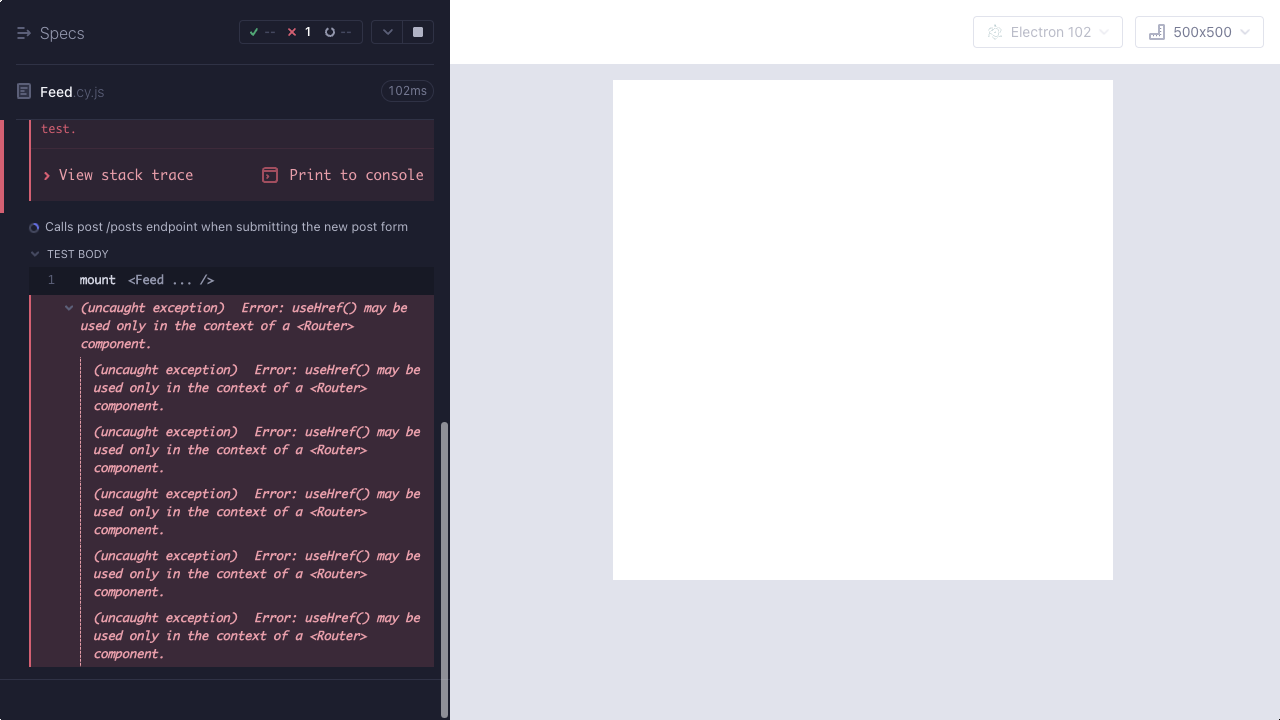 Specs
-- 1 --
Electron 102
500x500
Feed.cy.js
102ms
test.
View stack trace
Print to console
Calls post /posts endpoint when submitting the new post form
TEST BODY
1 mount <Feed ... />
(uncaught exception) Error: useHref() may be
used only in the context of a <Router>
component.
(uncaught exception) Error: useHref() may be
used only in the context of a <Router>
component.
(uncaught exception) Error: useHref() may be
used only in the context of a <Router>
component.
(uncaught exception) Error: useHref() may be
used only in the context of a <Router>
component.
(uncaught exception) Error: useHref() may be
used only in the context of a <Router>
component.
(uncaught exception) Error: useHref() may be
used only in the context of a <Router>
component.